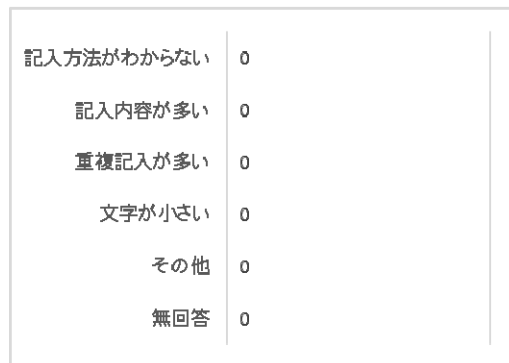 記入方法がわからない 0
記入内容が多い 0
重複記入が多い 0
文字が小さい 0
その他 0
無回答 0